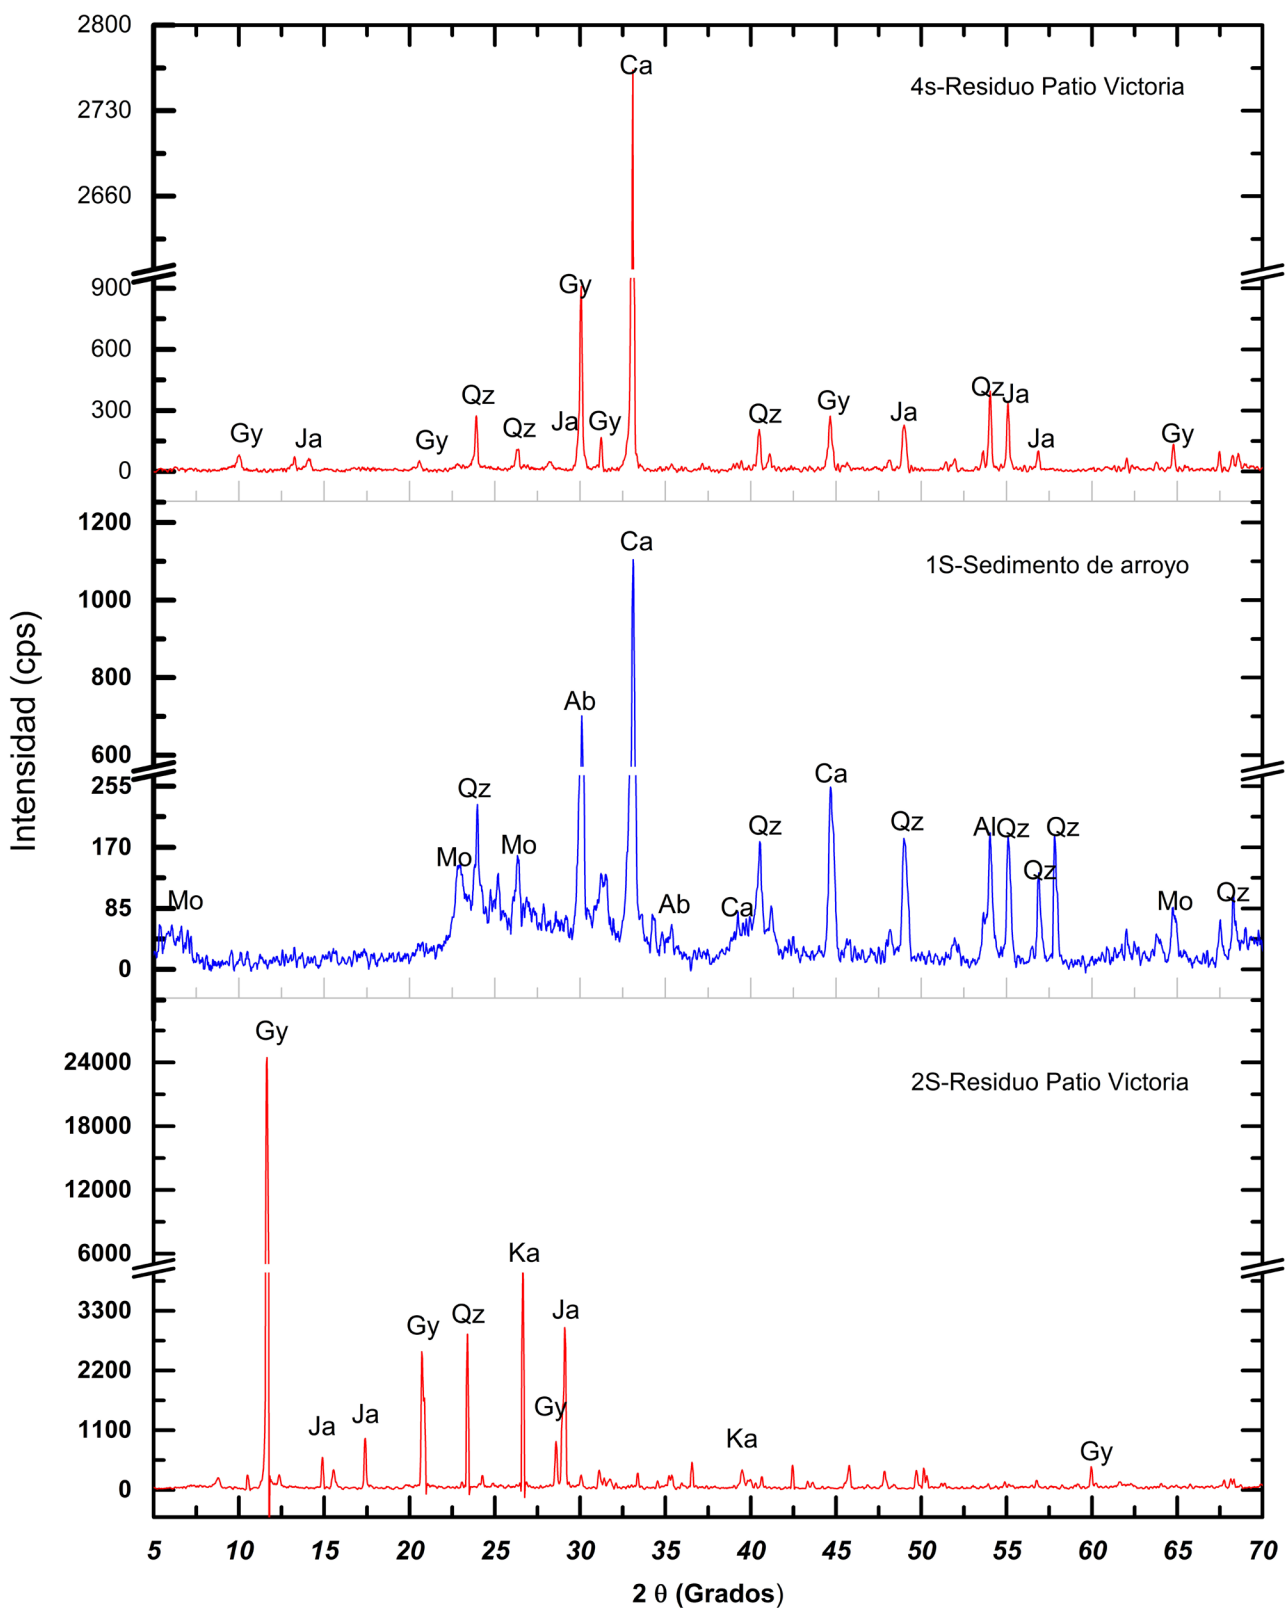 2800
2730
2660
900
600
300
0
4s-Residuo Patio Victoria
Ca
Gy
Qz
Ja
Gy
Gy
Ja
Gy
Qz
Qz
Gy
Ja
Qz
Ja
Ja
Gy
Intensidad (cps)
1200
1000
800
600
255
170
85
0
1S-Sedimento de arroyo
Ca
Ab
Ca
Qz
Mo
Mo
Mo
Ab
Ca
Qz
Qz
Al
Qz
Qz
Qz
Mo
Qz
24000
18000
12000
6000
3300
2200
1100
0
2S-Residuo Patio Victoria
Gy
Ka
Gy
Qz
Ja
Ja
Ja
Gy
Ka
Gy
5 10 15 20 25 30 35 40 45 50 55 60 65 70
2 θ (Grados)